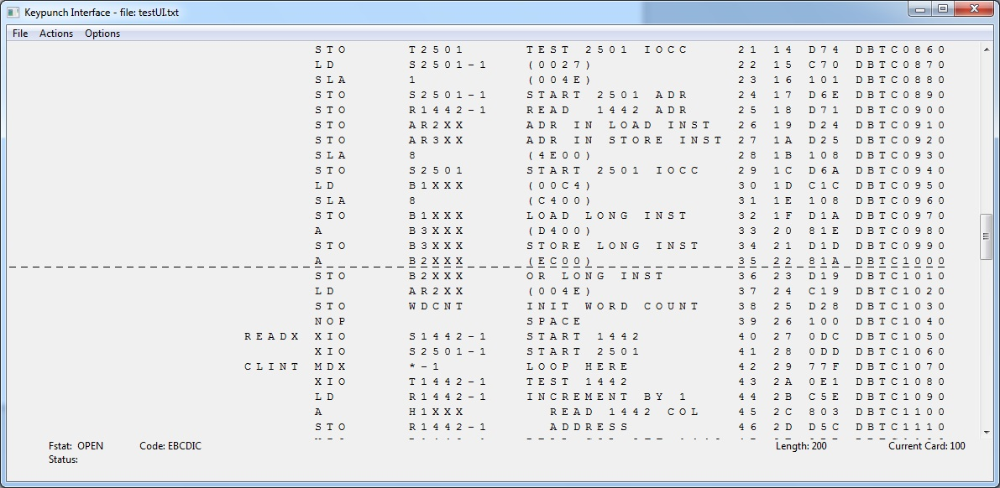 Keypunch Interface - file: testUI.txt
File Actions Options
STO T2501 TEST 2501 IOCC 21 14 D74 DBTC0860
LD S2501-1 (0027) 22 15 C70 DBTC0870
SLA 1 (004E) 23 16 101 DBTC0880
STO S2501-1 START 2501 ADR 24 17 D6E DBTC0890
STO R1442-1 READ 1442 ADR 25 18 D71 DBTC0900
STO AR2XX ADR IN LOAD INST 26 19 D24 DBTC0910
STO AR3XX ADR IN STORE INST 27 1A D25 DBTC0920
SLA 8 (4E00) 28 1B 108 DBTC0930
STO S2501 START 2501 IOCC 29 1C D6A DBTC0940
LD B1XXX (00C4) 30 1D C1C DBTC0950
SLA 8 (C400) 31 1E 108 DBTC0960
STO B1XXX LOAD LONG INST 32 1F D1A DBTC0970
A B3XXX (D400) 33 20 81E DBTC0980
STO B3XXX STORE LONG INST 34 21 D1D DBTC0990
A B2XXX (EC00) 35 22 81A DBTC1000
STO B2XXX OR LONG INST 36 23 D19 DBTC1010
LD AR2XX (004E) 37 24 C19 DBTC1020
STO WDCNT INIT WORD COUNT 38 25 D28 DBTC1030
NOP SPACE 39 26 100 DBTC1040
READX XIO S1442-1 START 1442 40 27 0DC DBTC1050
XIO S2501-1 START 2501 41 28 0DD DBTC1060
CLINT MDX *-1 LOOP HERE 42 29 77F DBTC1070
XIO T1442-1 TEST 1442 43 2A 0E1 DBTC1080
LD R1442-1 INCREMENT BY 1 44 2B C5E DBTC1090
A H1XXX READ 1442 COL 45 2C 803 DBTC1100
STO R1442-1 ADDRESS 46 2D D5C DBTC1110
Fstat: OPEN Code: EBCDIC Length: 200 Current Card: 100
Status: